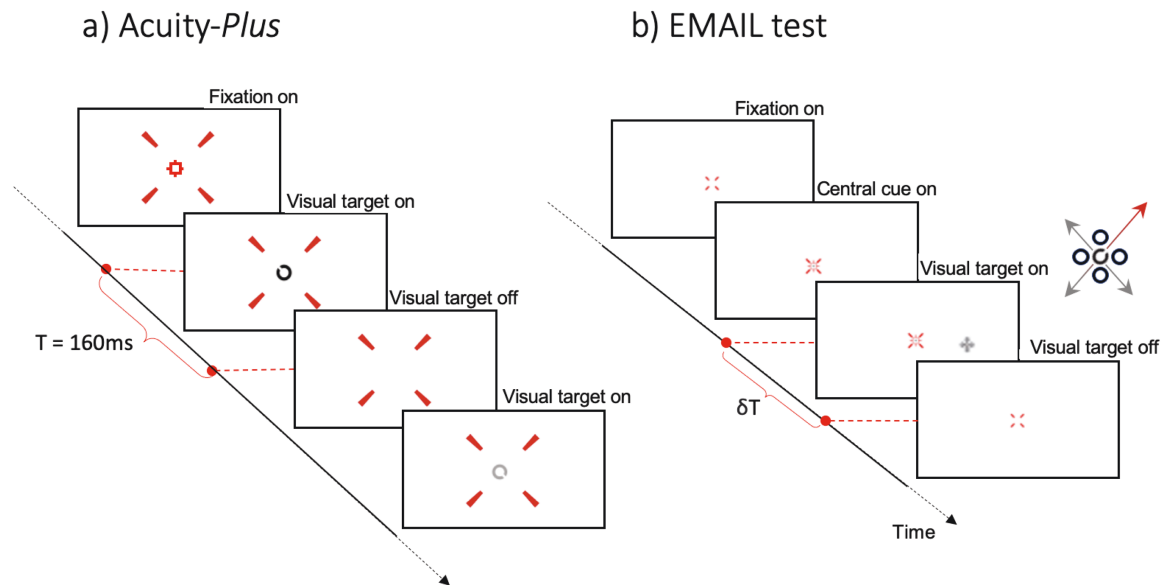 a) Acuity-Plus
Fixation on
Visual target on
Visual target off
Visual target on
T = 160ms
b) EMAIL test
Fixation on
Central cue on
Visual target on
Visual target off
δT
Time